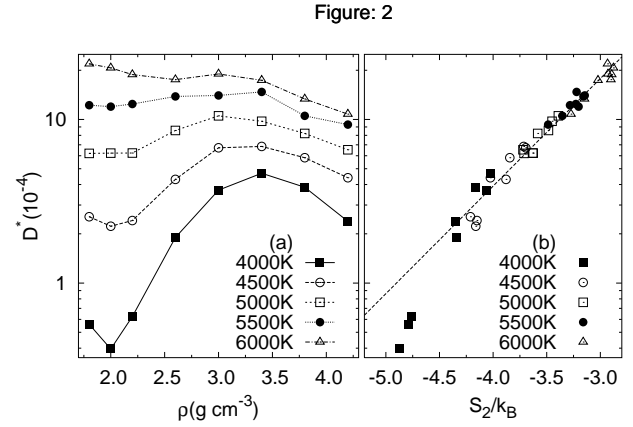 Figure: 2
D*(10⁻⁴)
10
1
(a)
4000K
4500K
5000K
5500K
6000K
2.0 2.5 3.0 3.5 4.0
ρ(g cm⁻³)
(b)
4000K
4500K
5000K
5500K
6000K
-5.0 -4.5 -4.0 -3.5 -3.0
S₂/k_B